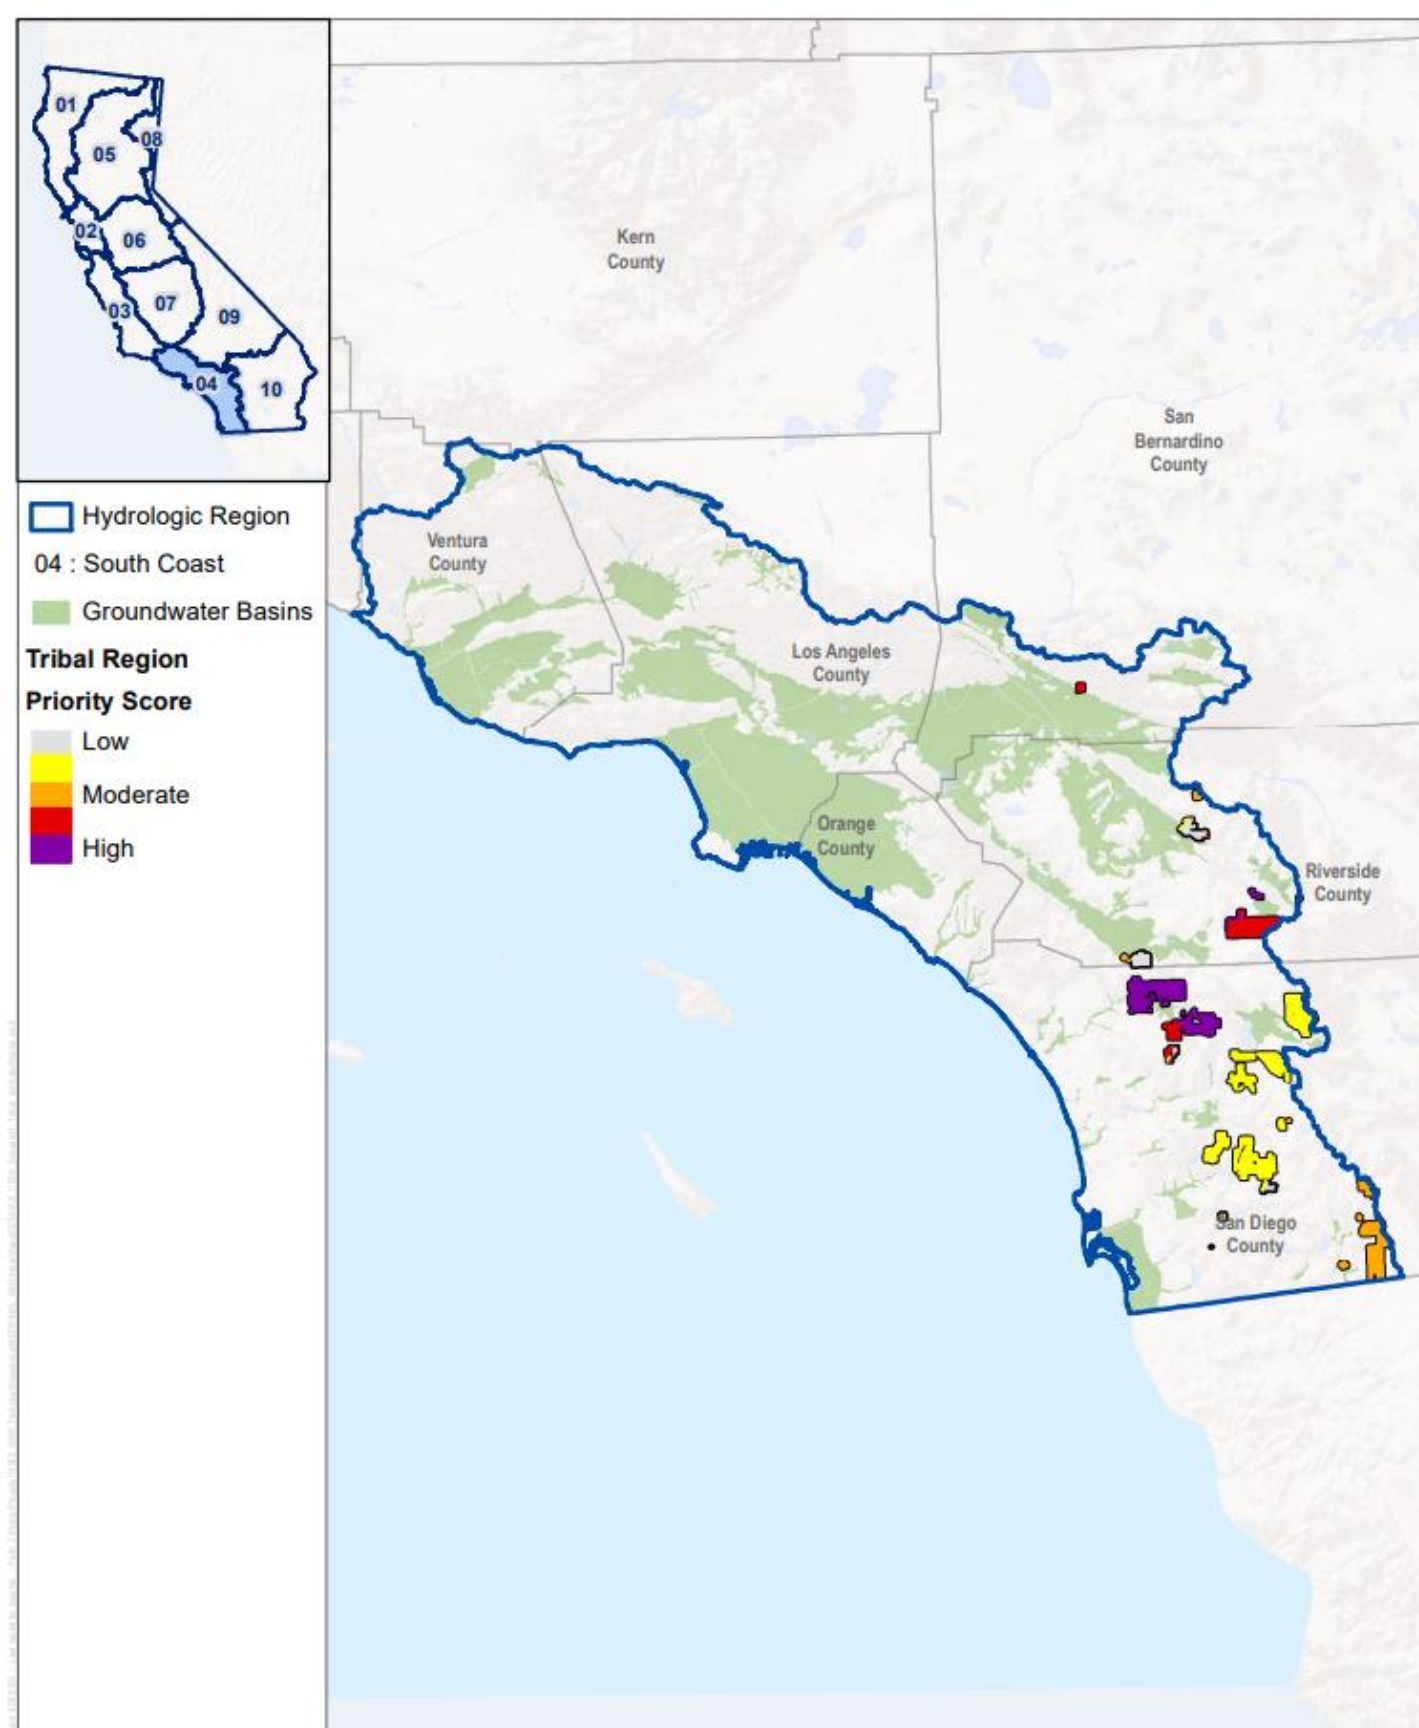 01
08
05
02
06
03
07
09
04
10
Hydrologic Region
04 : South Coast
Groundwater Basins
Tribal Region
Priority Score
Low
Moderate
High
Kern
County
San
Bernardino
County
Ventura
County
Los Angeles
County
Orange
County
Riverside
County
San Diego
County